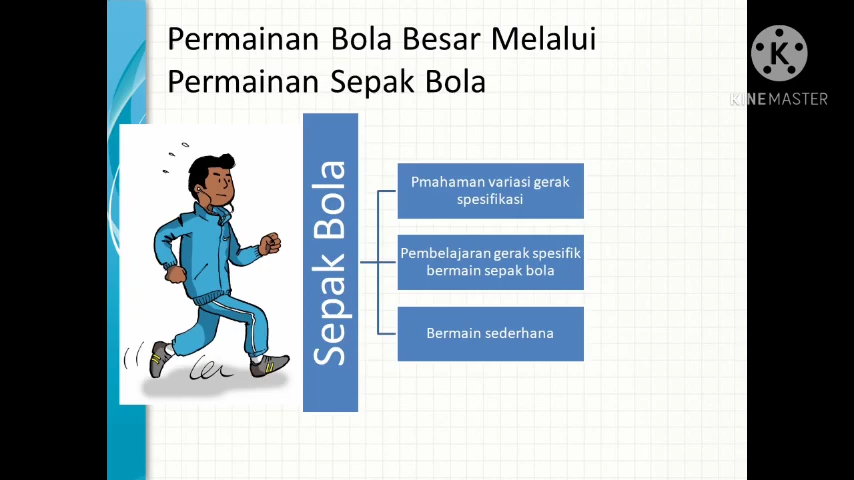 Permainan Bola Besar Melalui
Permainan Sepak Bola
K
KINEMASTER
Sepak Bola
Pmahaman variasi gerak
spesifikasi
Pembelajaran gerak spesifik
bermain sepak bola
Bermain sederhana